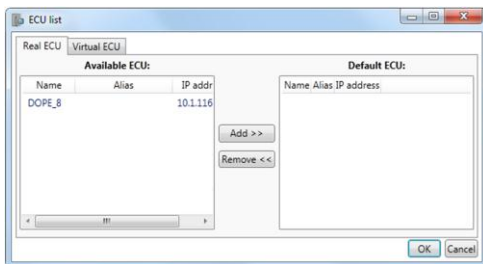 ECU list
Real ECU Virtual ECU
Available ECU: Default ECU:
Name Alias IP addr Name Alias IP address
DOPE_8 10.1.116
Add >>
Remove <<
OK Cancel